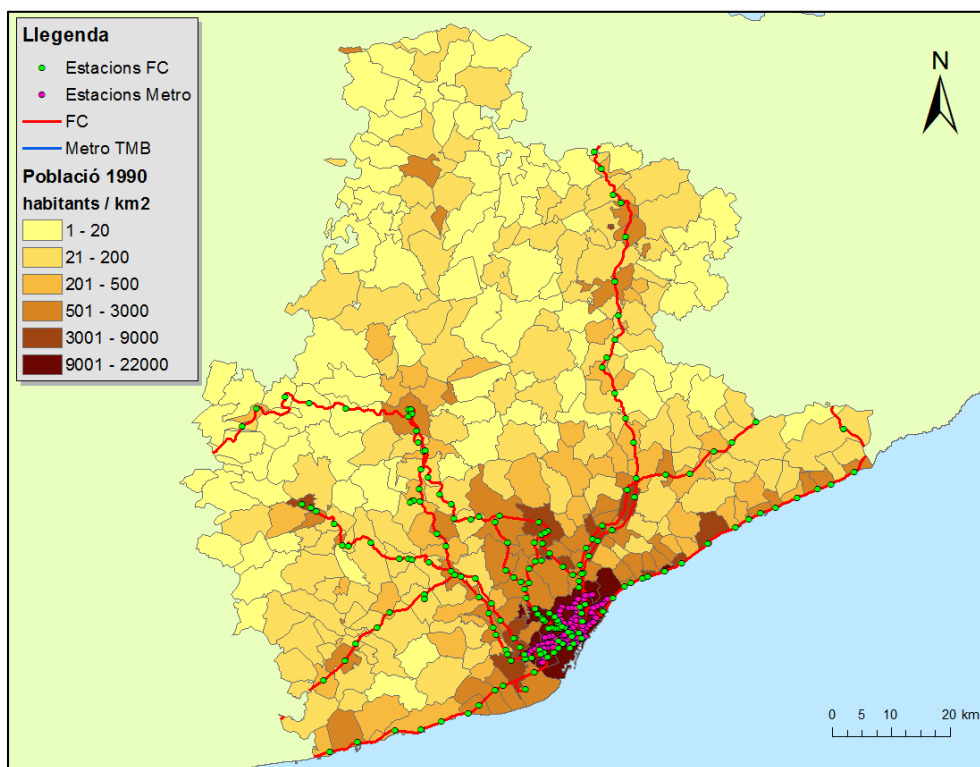 Llegenda
Estacions FC
Estacions Metro
FC
Metro TMB
Població 1990
habitants / km2
1 - 20
21 - 200
201 - 500
501 - 3000
3001 - 9000
9001 - 22000
N
0 5 10 20 km